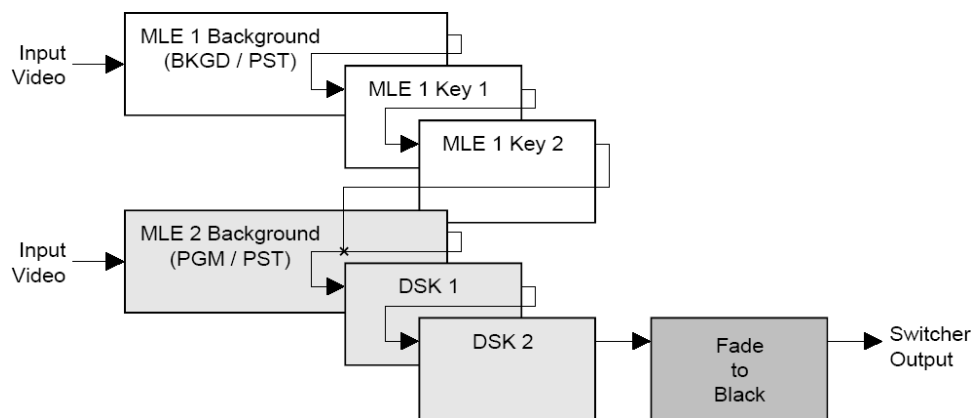 Input
Video
MLE 1 Background
(BKGD / PST)
MLE 1 Key 1
MLE 1 Key 2
Input
Video
MLE 2 Background
(PGM / PST)
DSK 1
DSK 2
Fade
to
Black
Switcher
Output